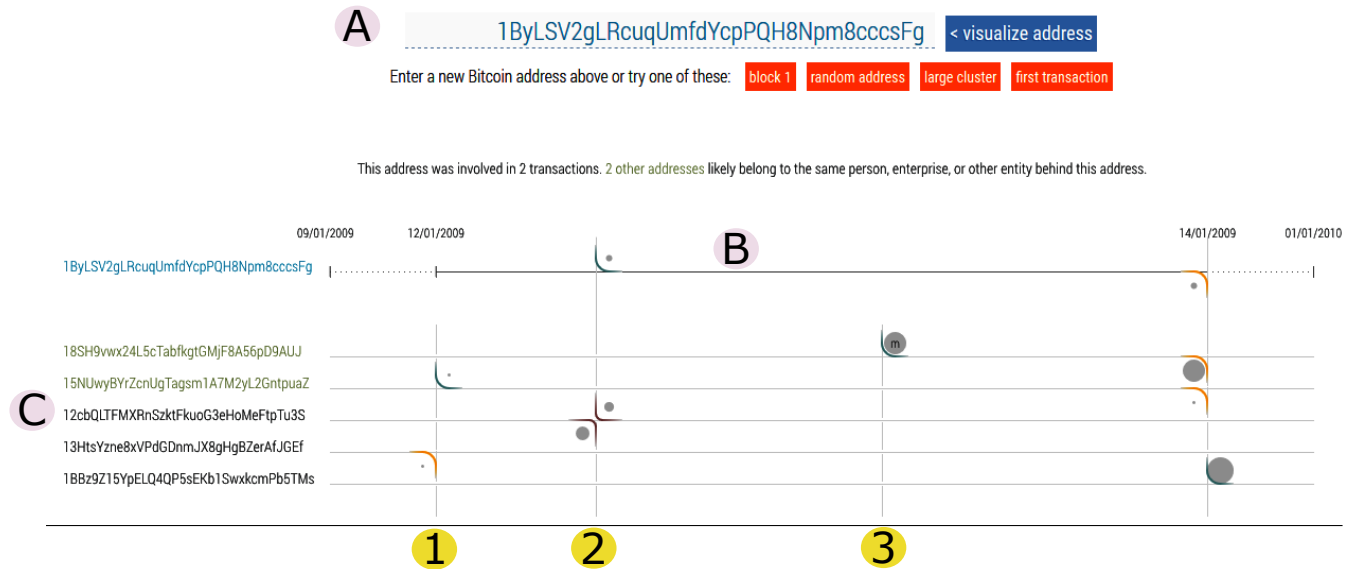 A
1ByLSV2gLRcuqUmfdYcpPQH8Npm8cccsFg < visualize address
Enter a new Bitcoin address above or try one of these: block 1 random address large cluster first transaction
This address was involved in 2 transactions. 2 other addresses likely belong to the same person, enterprise, or other entity behind this address.
09/01/2009 12/01/2009 14/01/2009 01/01/2010
B
1ByLSV2gLRcuqUmfdYcpPQH8Npm8cccsFg
18SH9vwx24L5cTabfkgtGMjF8A56pD9AUJ m
15NUwyBYrZcnUgTagsm1A7M2yL2GntpuaZ
C
12cbQLTFMXRnSzktFkuoG3eHoMeFtpTu3S
13HtsYzne8xVPdGDnmJX8gHgBZerAfJGEf
1BBz9Z15YpELQ4QP5sEKb1SwxkcmPb5TMs
1 2 3